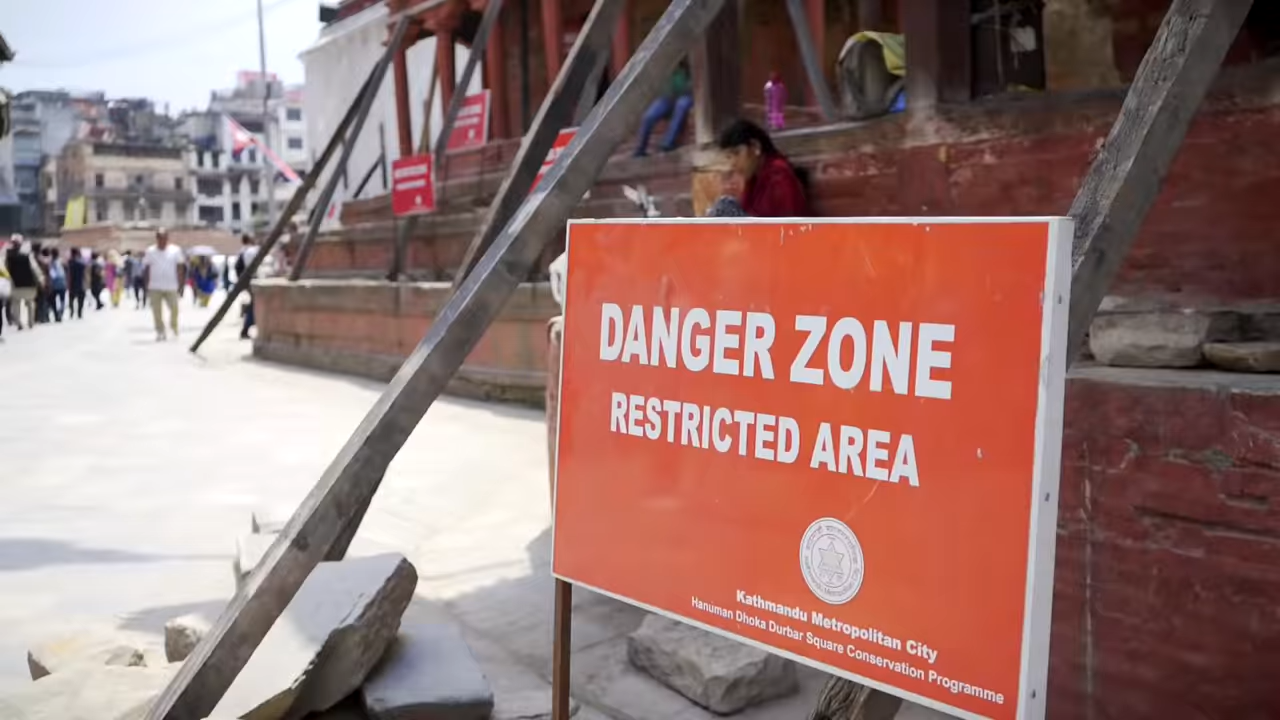 DANGER ZONE
RESTRICTED AREA
Kathmandu Metropolitan City
Hanuman Dhoka Durbar Square Conservation Programme